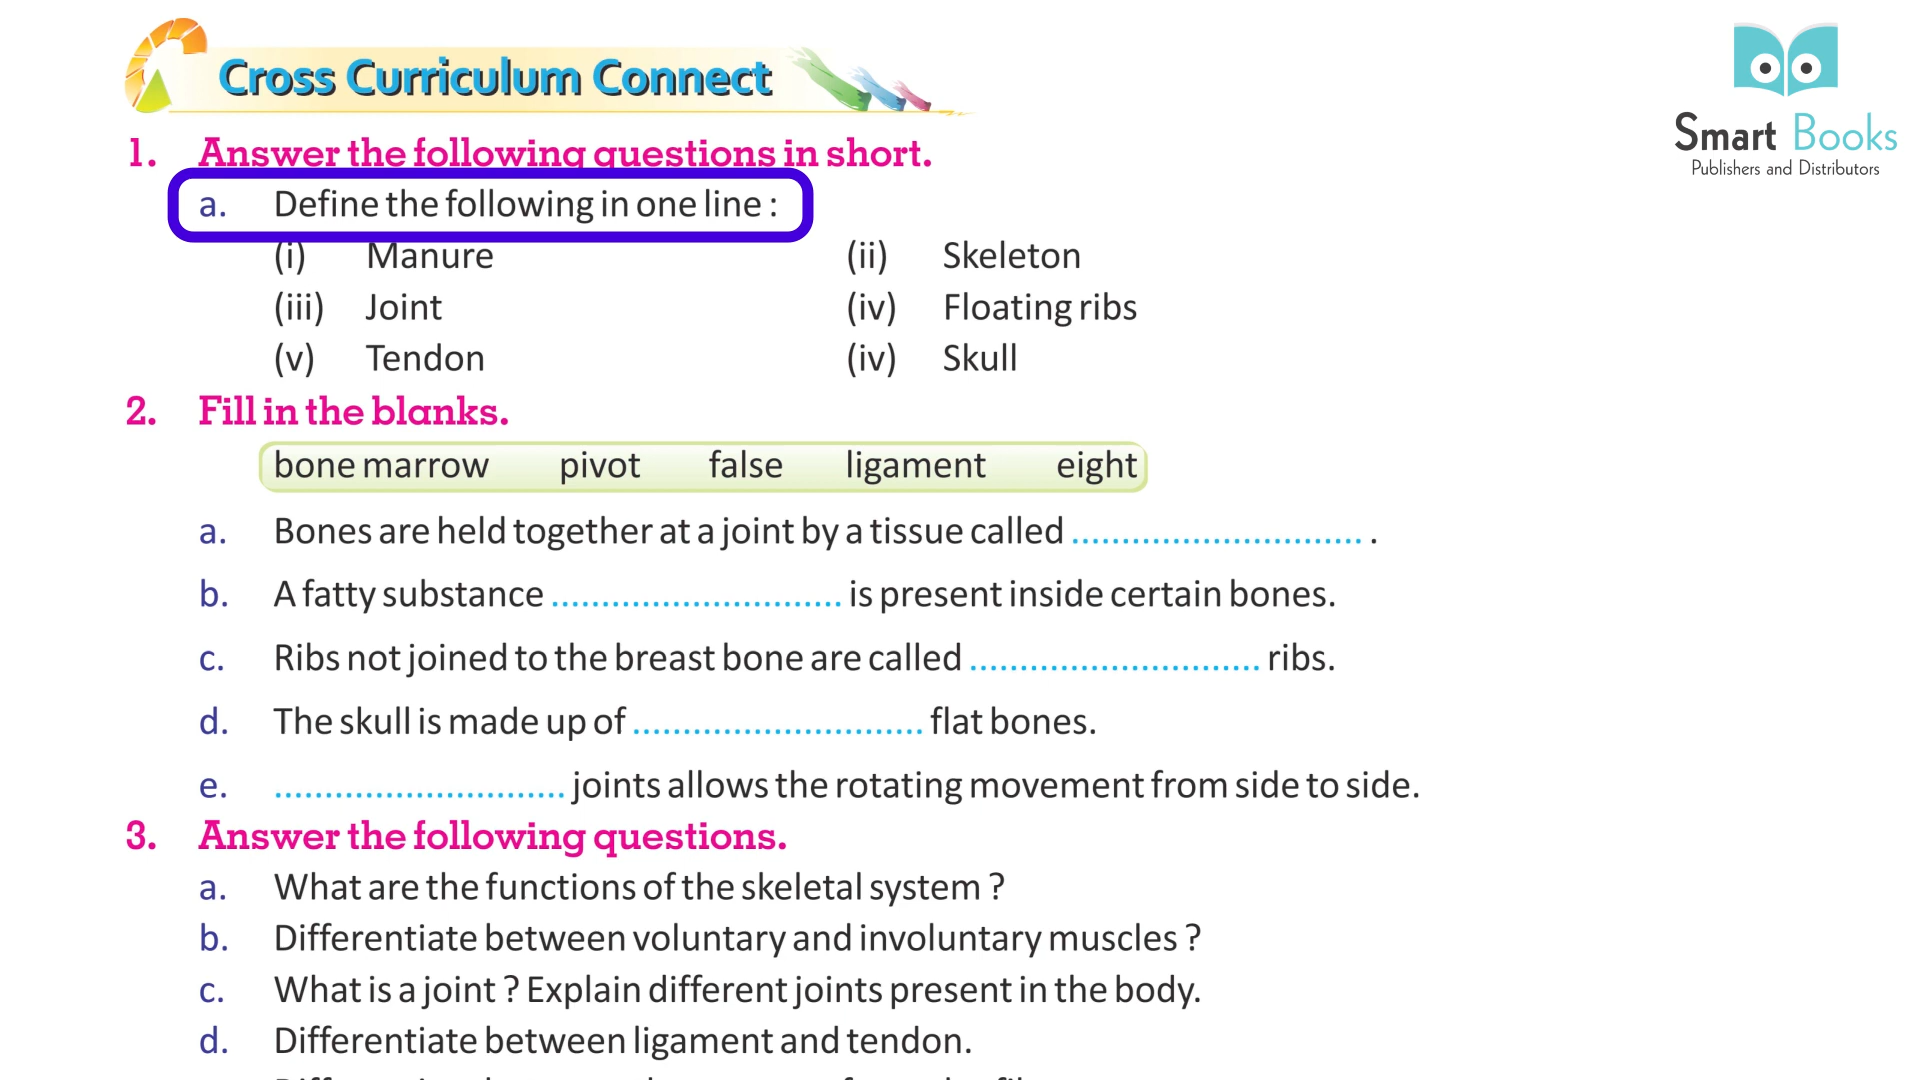 Cross Curriculum Connect
Smart Books
Publishers and Distributors
1. Answer the following questions in short.
a. Define the following in one line :
(i) Manure (ii) Skeleton
(iii) Joint (iv) Floating ribs
(v) Tendon (iv) Skull
2. Fill in the blanks.
bone marrow pivot false ligament eight
a. Bones are held together at a joint by a tissue called ............................. .
b. A fatty substance ............................. is present inside certain bones.
c. Ribs not joined to the breast bone are called ............................. ribs.
d. The skull is made up of ............................. flat bones.
e. ............................. joints allows the rotating movement from side to side.
3. Answer the following questions.
a. What are the functions of the skeletal system ?
b. Differentiate between voluntary and involuntary muscles ?
c. What is a joint ? Explain different joints present in the body.
d. Differentiate between ligament and tendon.